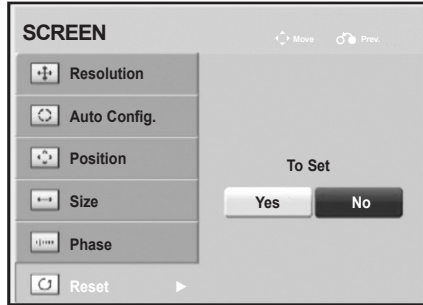 SCREEN
Move Prev.
Resolution
Auto Config.
Position
To Set
Size
Yes No
Phase
Reset